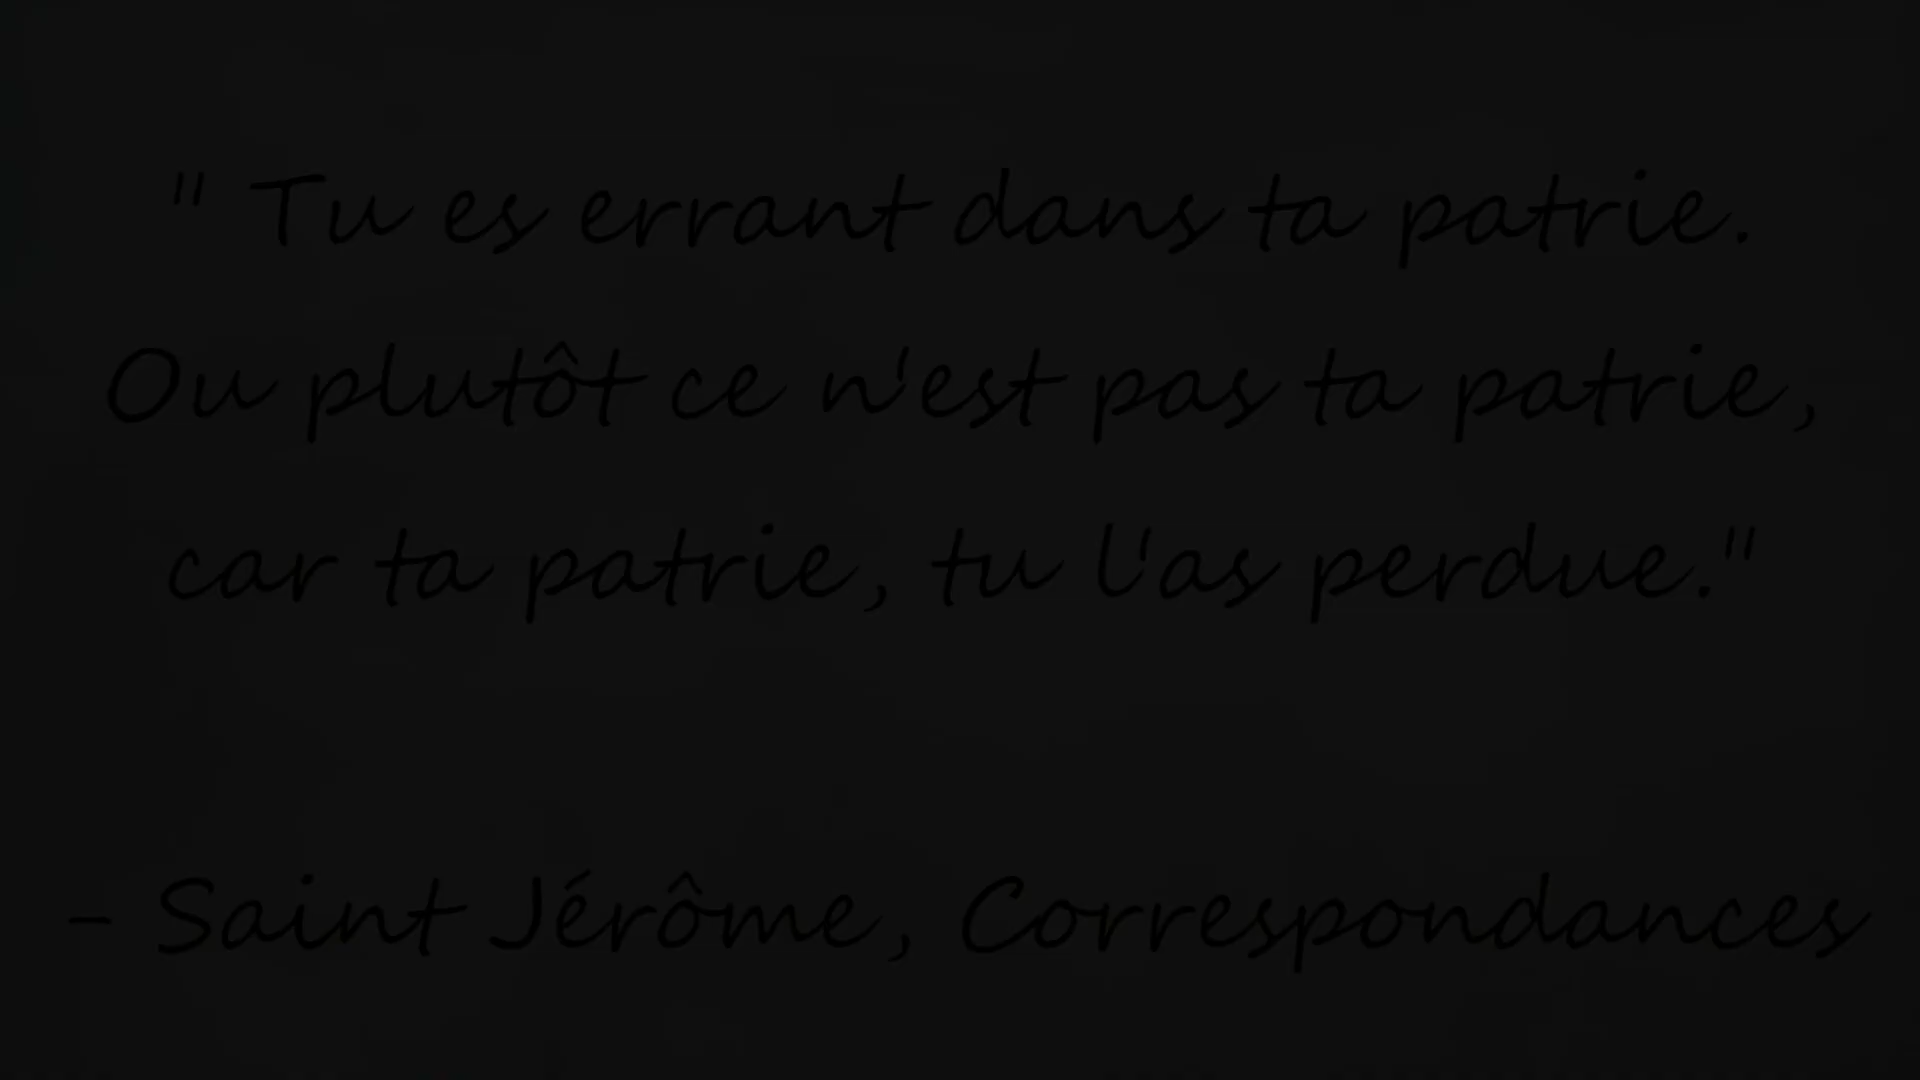 " Tu es errant dans ta patrie.
Ou plutôt ce n'est pas ta patrie,
car ta patrie, tu l'as perdue."
- Saint Jérôme, Correspondances